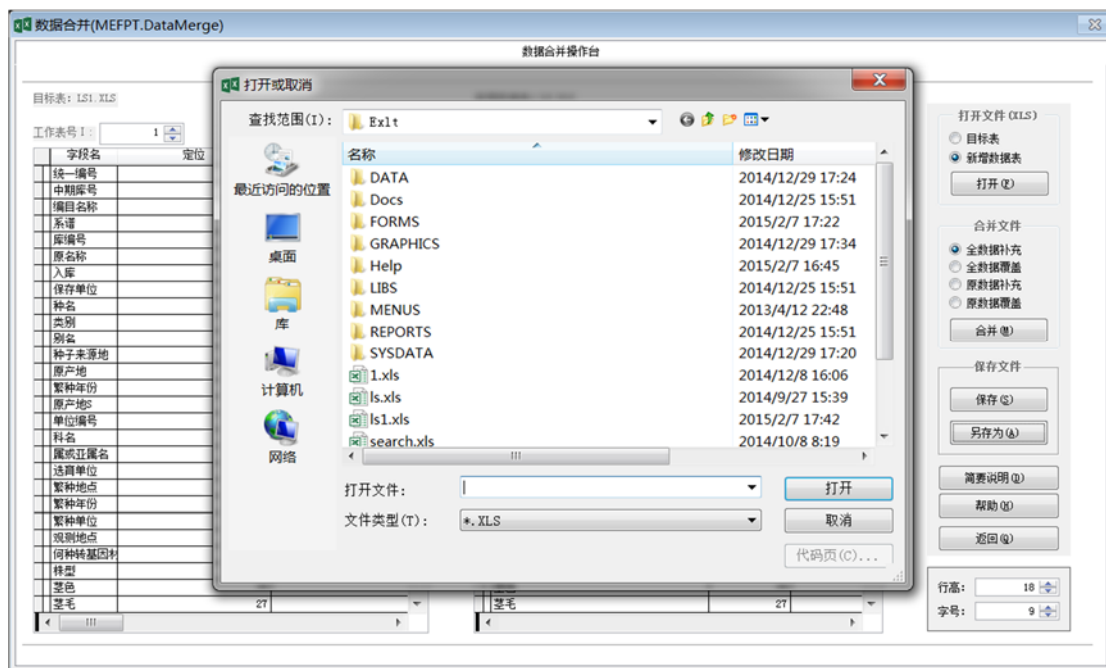 数据合并(MEFPT.DataMerge)
数据合并操作台
目标表: LS1.XLS
工作表号I: 1
字段名 定位
统一编号
中期库号
编目名称
系谱
库编号
原名称
入库
保存单位
种名
类别
别名
种子来源地
原产地
繁种年份
原产地S
单位编号
科名
属或亚属名
选育单位
繁种地点
繁种年份
繁种单位
观测地点
何种转基因材
株型
茎色
茎毛 27
茎毛 27
打开或取消
查找范围(I): Exlt
最近访问的位置
桌面
库
计算机
网络
名称 修改日期
DATA 2014/12/29 17:24
Docs 2014/12/25 15:51
FORMS 2015/2/7 17:22
GRAPHICS 2014/12/29 17:34
Help 2015/2/7 16:45
LIBS 2014/12/25 15:51
MENUS 2013/4/12 22:48
REPORTS 2014/12/25 15:51
SYSDATA 2014/12/29 17:20
1.xls 2014/12/8 16:06
ls.xls 2014/9/27 15:39
ls1.xls 2015/2/7 17:42
search.xls 2014/10/8 8:19
打开文件: 打开
文件类型(T): *.XLS 取消
代码页(C)...
打开文件(XLS)
目标表
新增数据表
打开(Z)
合并文件
全数据补充
全数据覆盖
原数据补充
原数据覆盖
合并(M)
保存文件
保存(S)
另存为(A)
简要说明(D)
帮助(H)
返回(Q)
行高: 18
字号: 9